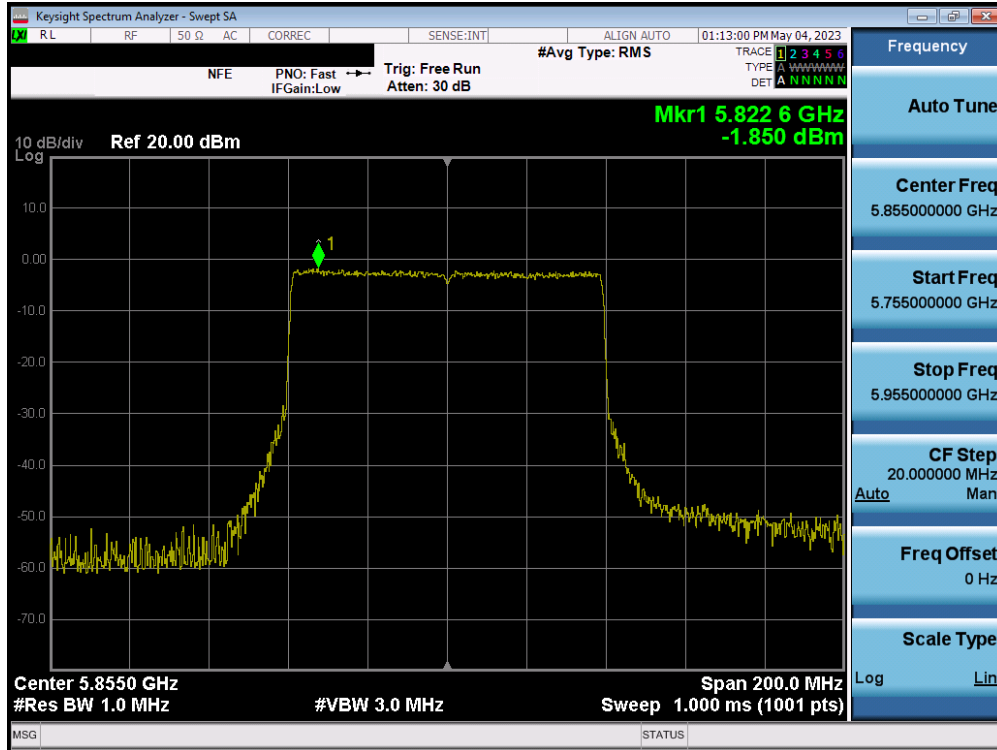 Keysight Spectrum Analyzer - Swept SA
LXI RL RF 50 Ω AC CORREC SENSE:INT ALIGN AUTO 01:13:00 PM May 04, 2023
NFE PNO: Fast Trig: Free Run #Avg Type: RMS TRACE 1 2 3 4 5 6
IFGain:Low Atten: 30 dB TYPE A WWWWWW
DET A N N N N N
Mkr1 5.822 6 GHz
-1.850 dBm
10 dB/div Ref 20.00 dBm
Log
10.0
1
0.00
-10.0
-20.0
-30.0
-40.0
-50.0
-60.0
-70.0
Center 5.8550 GHz Span 200.0 MHz
#Res BW 1.0 MHz #VBW 3.0 MHz Sweep 1.000 ms (1001 pts)
MSG STATUS
Frequency
Auto Tune
Center Freq
5.855000000 GHz
Start Freq
5.755000000 GHz
Stop Freq
5.955000000 GHz
CF Step
20.000000 MHz
Auto Man
Freq Offset
0 Hz
Scale Type
Log Lin